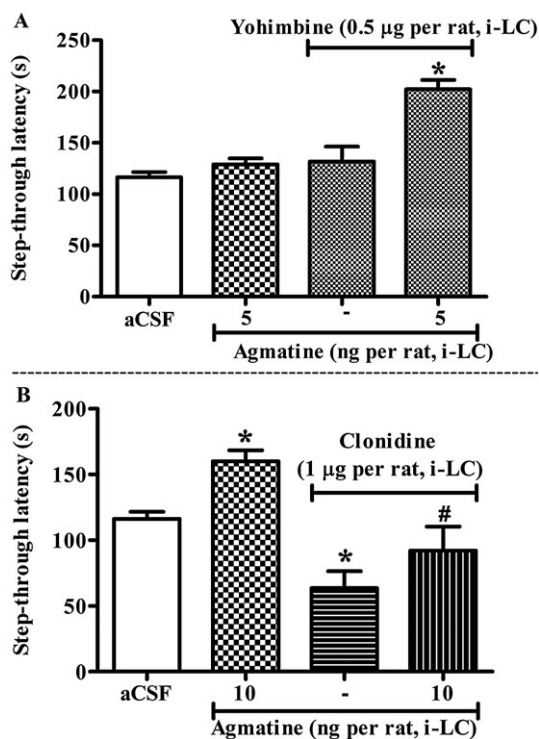 A
Yohimbine (0.5 µg per rat, i-LC)
Step-through latency (s)
250
200
150
100
50
0
*
aCSF 5 - 5
Agmatine (ng per rat, i-LC)
B
Step-through latency (s)
200
150
100
50
0
*
Clonidine
(1 µg per rat, i-LC)
*
#
aCSF 10 - 10
Agmatine (ng per rat, i-LC)